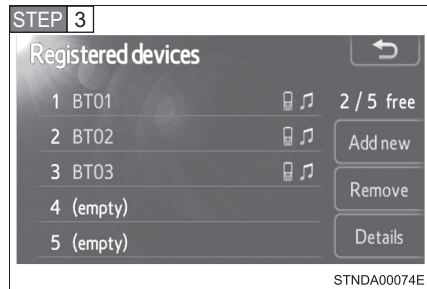 STEP 3
Registered devices
1 BT01
2 / 5 free
2 BT02
Add new
3 BT03
Remove
4 (empty)
5 (empty)
Details
STNDA00074E